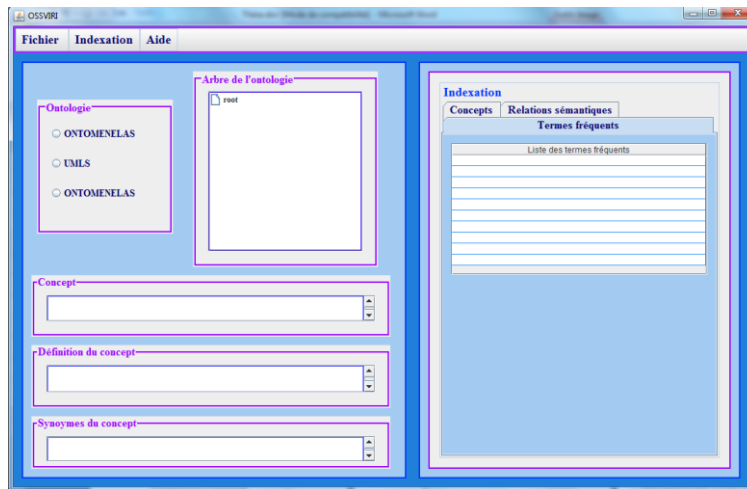 OSSVIRI
Fichier Indexation Aide
Arbre de l'ontologie
root
Ontologie
ONTOMENELAS
UMLS
ONTOMENELAS
Concept
Définition du concept
Synoymes du concept
Indexation
Concepts Relations sémantiques
Termes fréquents
Liste des termes fréquents